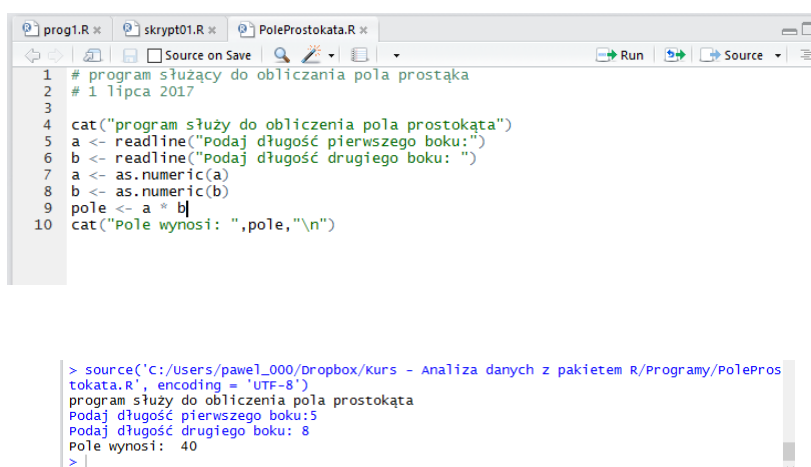 prog1.R × skrypt01.R × PoleProstokata.R ×
Source on Save Run Source
1 # program służący do obliczania pola prostąka
2 # 1 lipca 2017
3
4 cat("program służy do obliczenia pola prostokąta")
5 a <- readline("Podaj długość pierwszego boku:")
6 b <- readline("Podaj długość drugiego boku: ")
7 a <- as.numeric(a)
8 b <- as.numeric(b)
9 pole <- a * b
10 cat("Pole wynosi: ",pole,"\n")
> source('C:/Users/pawel_000/Dropbox/Kurs - Analiza danych z pakietem R/Programy/PolePros
tokata.R', encoding = 'UTF-8')
program służy do obliczenia pola prostokąta
Podaj długość pierwszego boku:5
Podaj długość drugiego boku: 8
Pole wynosi:  40
>